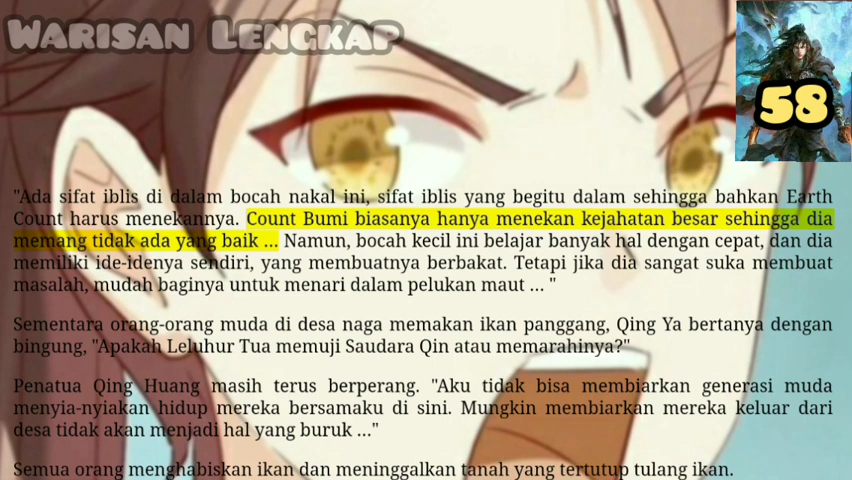 Warisan Lengkap
58
"Ada sifat iblis di dalam bocah nakal ini, sifat iblis yang begitu dalam sehingga bahkan Earth
Count harus menekannya. Count Bumi biasanya hanya menekan kejahatan besar sehingga dia
memang tidak ada yang baik ... Namun, bocah kecil ini belajar banyak hal dengan cepat, dan dia
memiliki ide-idenya sendiri, yang membuatnya berbakat. Tetapi jika dia sangat suka membuat
masalah, mudah baginya untuk menari dalam pelukan maut ... "
Sementara orang-orang muda di desa naga memakan ikan panggang, Qing Ya bertanya dengan
bingung, "Apakah Leluhur Tua memuji Saudara Qin atau memarahinya?"
Penatua Qing Huang masih terus berperang. "Aku tidak bisa membiarkan generasi muda
menyia-nyiakan hidup mereka bersamaku di sini. Mungkin membiarkan mereka keluar dari
desa tidak akan menjadi hal yang buruk ..."
Semua orang menghabiskan ikan dan meninggalkan tanah yang tertutup tulang ikan.